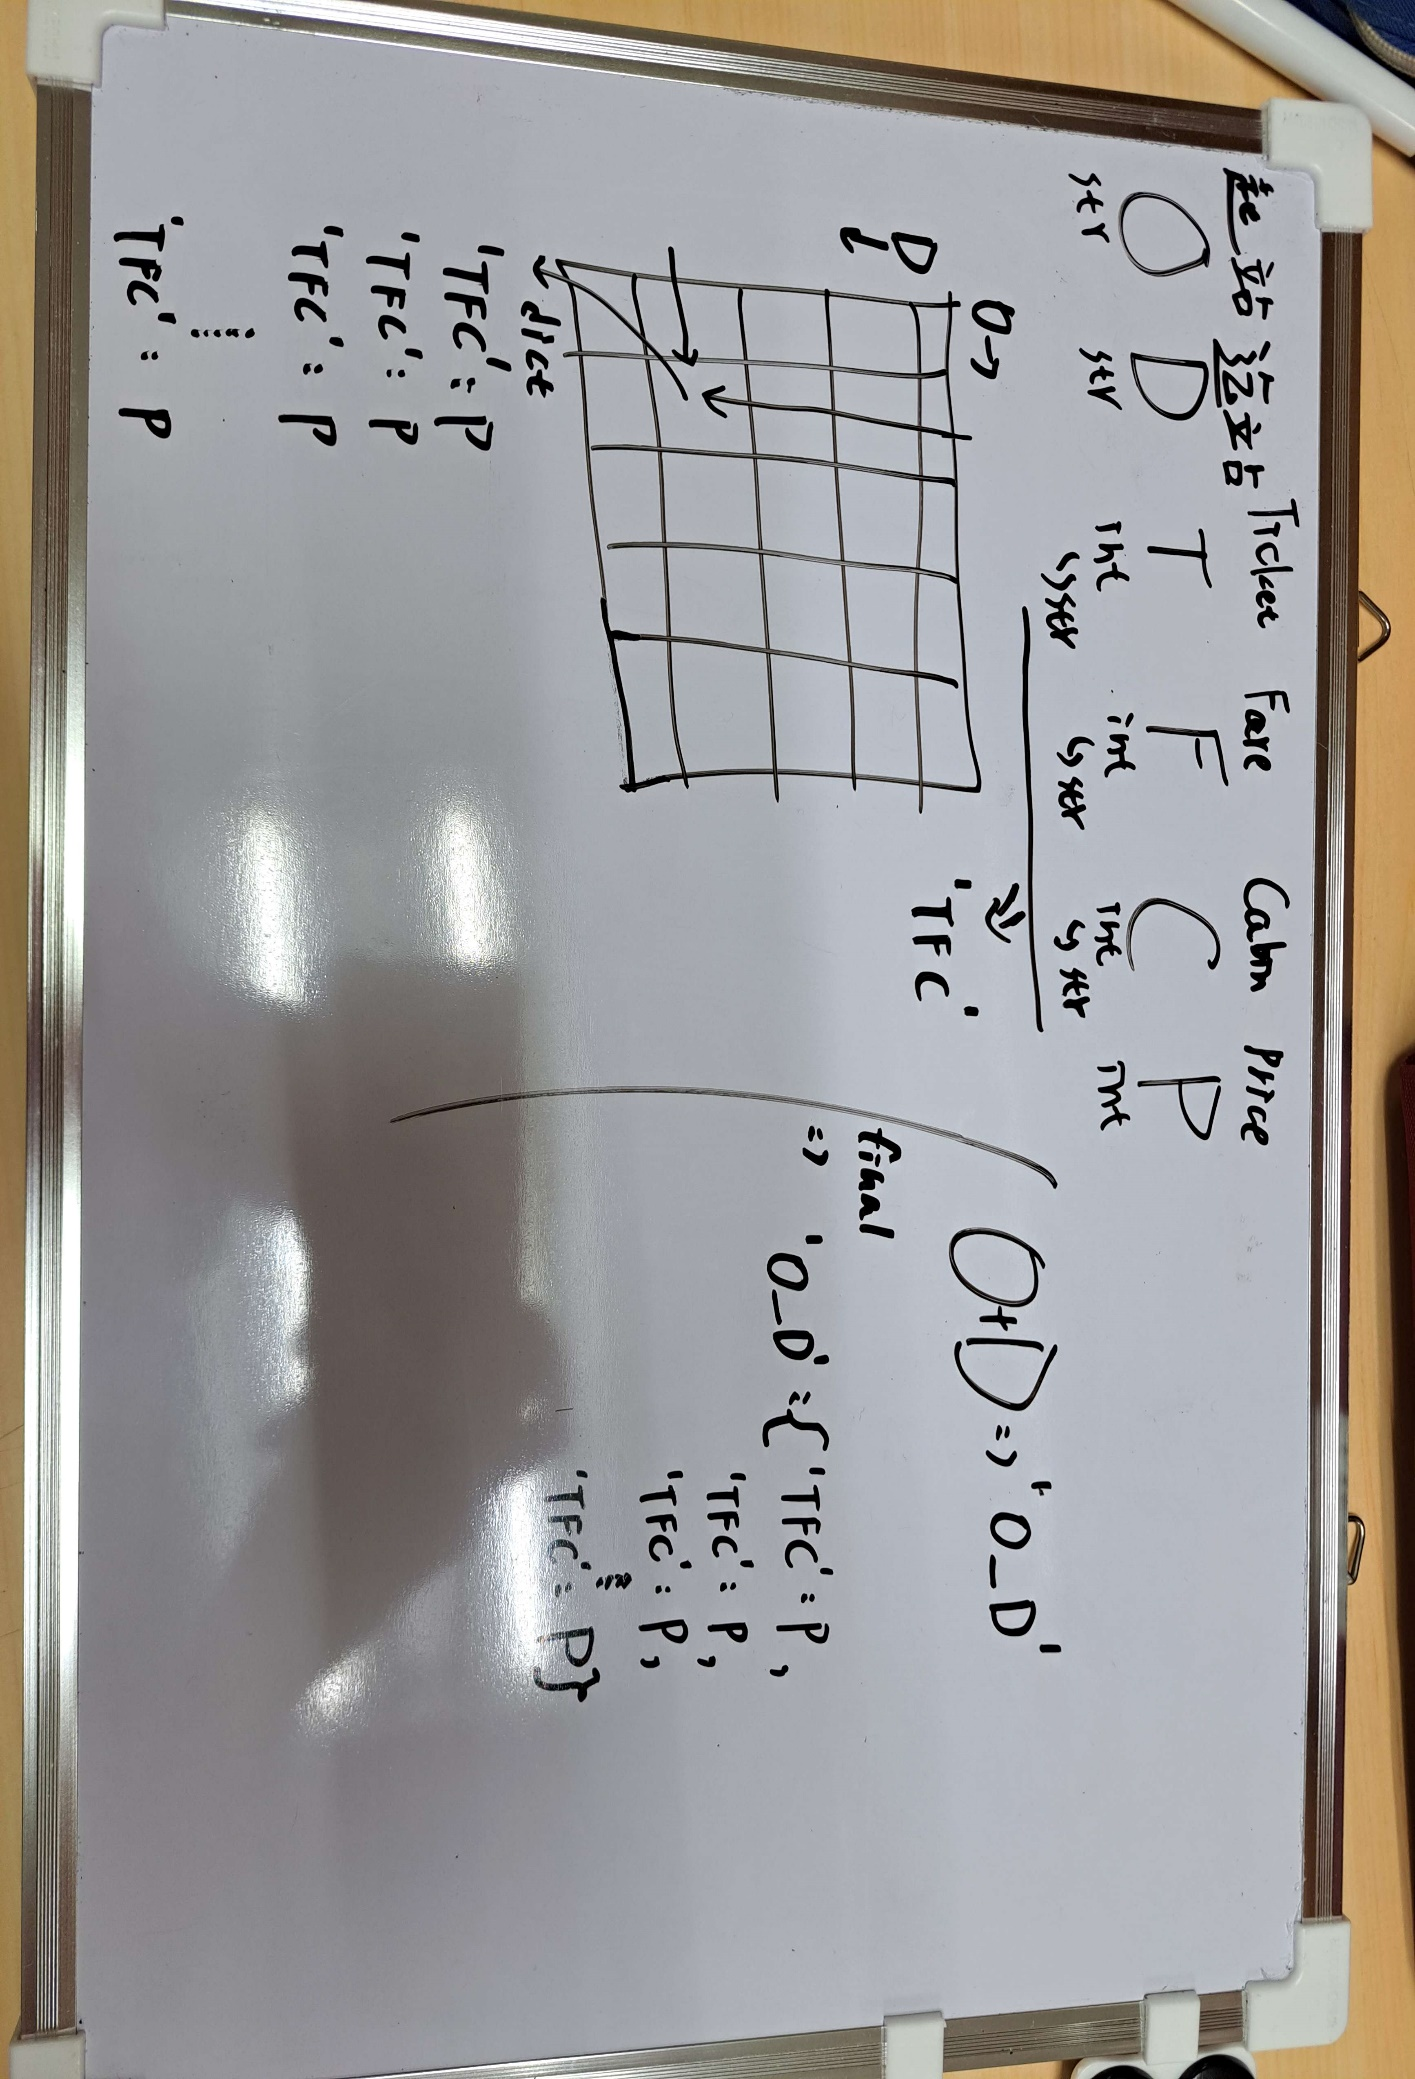 起站 迄站 Ticket Fare Cabin Price
O D T F C P
str str int int int int
↳str ↳str ↳str
'TFC'
O→
D
dict
'TFC': P
'TFC': P
'TFC': P
⋮
'TFC': P
O+D => 'O_D'
final
=> 'O_D':{'TFC':P,
'TFC':P,
'TFC':P,
⋮
'TFC':P}